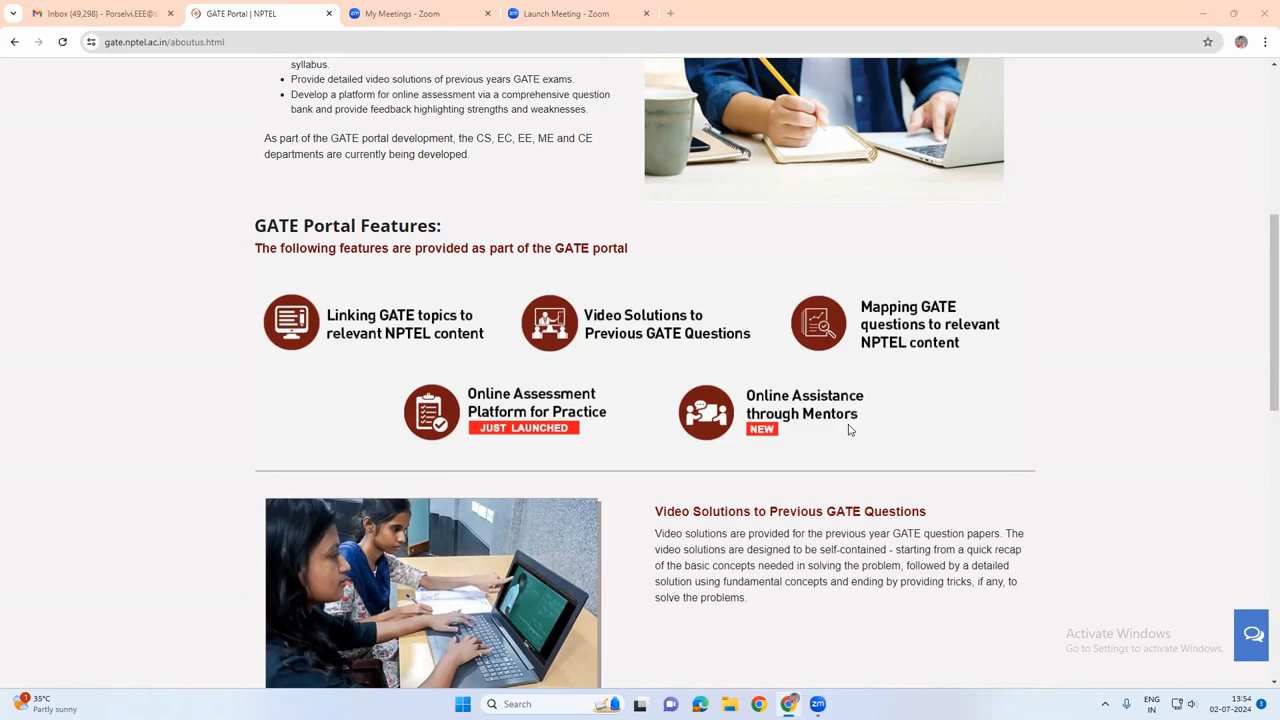 Inbox (49,298) - Porselvi.EEE@s
GATE Portal | NPTEL
My Meetings - Zoom
Launch Meeting - Zoom
gate.nptel.ac.in/aboutus.html
syllabus.
• Provide detailed video solutions of previous years GATE exams.
• Develop a platform for online assessment via a comprehensive question
bank and provide feedback highlighting strengths and weaknesses.
As part of the GATE portal development, the CS, EC, EE, ME and CE
departments are currently being developed.
GATE Portal Features:
The following features are provided as part of the GATE portal
Linking GATE topics to
relevant NPTEL content
Video Solutions to
Previous GATE Questions
Mapping GATE
questions to relevant
NPTEL content
Online Assessment
Platform for Practice
JUST LAUNCHED
Online Assistance
through Mentors
NEW
Video Solutions to Previous GATE Questions
Video solutions are provided for the previous year GATE question papers. The
video solutions are designed to be self-contained - starting from a quick recap
of the basic concepts needed in solving the problem, followed by a detailed
solution using fundamental concepts and ending by providing tricks, if any, to
solve the problems.
Activate Windows
Go to Settings to activate Windows.
1
35°C
Partly sunny
Search
ENG
IN
13:54
02-07-2024
3